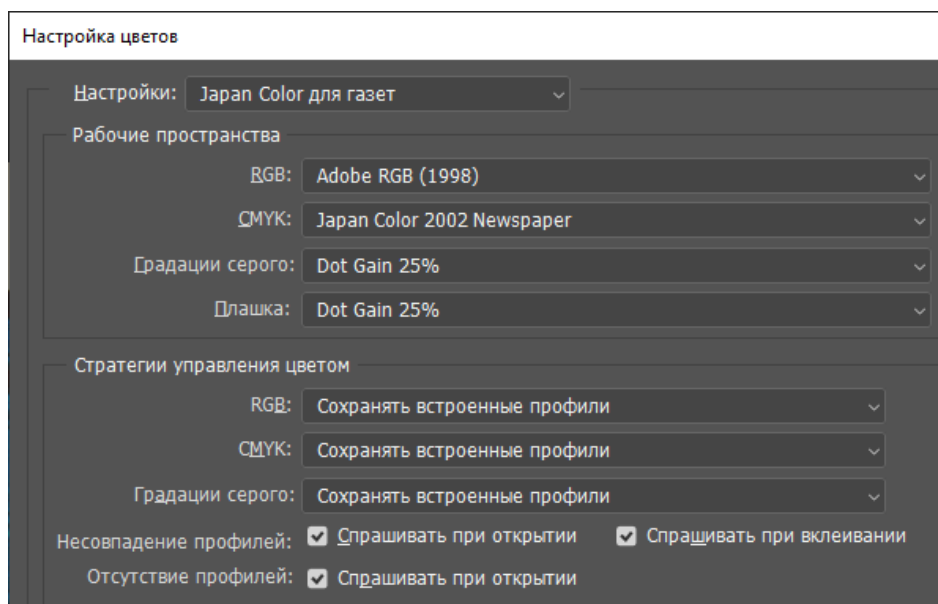 Настройка цветов
Настройки: Japan Color для газет
Рабочие пространства
RGB: Adobe RGB (1998)
CMYK: Japan Color 2002 Newspaper
Градации серого: Dot Gain 25%
Плашка: Dot Gain 25%
Стратегии управления цветом
RGB: Сохранять встроенные профили
CMYK: Сохранять встроенные профили
Градации серого: Сохранять встроенные профили
Несовпадение профилей: Спрашивать при открытии Спрашивать при вклеивании
Отсутствие профилей: Спрашивать при открытии